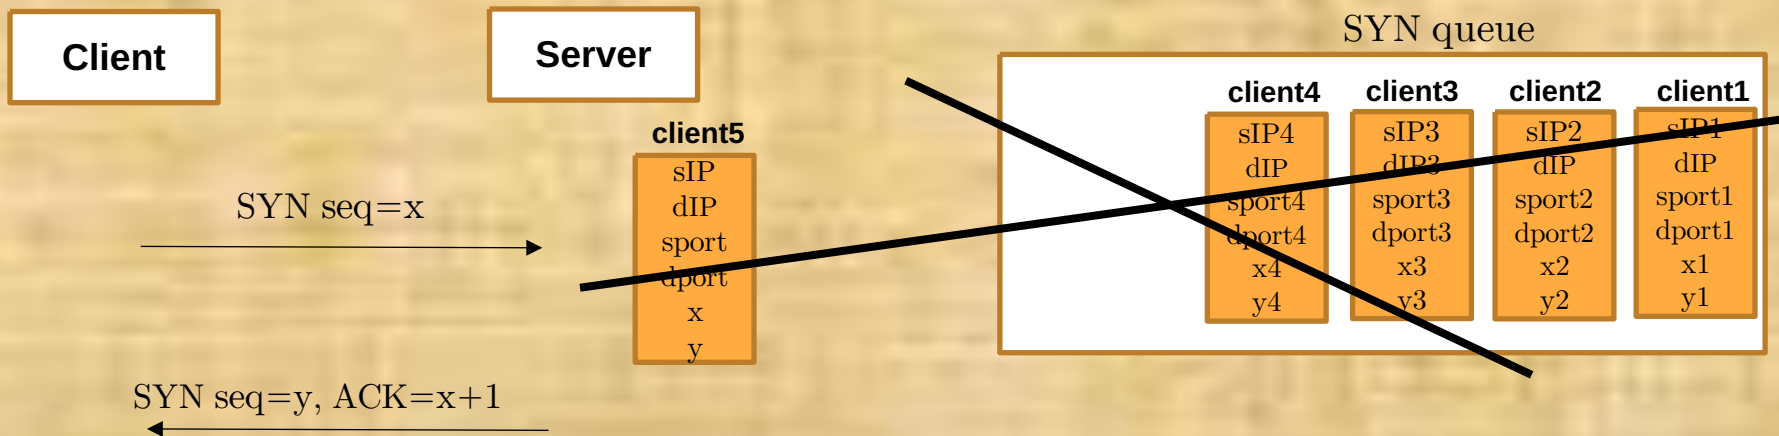 Client
Server
SYN queue
client5
sIP
dIP
sport
dport
x
y
client4
sIP4
dIP
sport4
dport4
x4
y4
client3
sIP3
dIP3
sport3
dport3
x3
y3
client2
sIP2
dIP
sport2
dport2
x2
y2
client1
sIP1
dIP
sport1
dport1
x1
y1
SYN seq=x
SYN seq=y, ACK=x+1